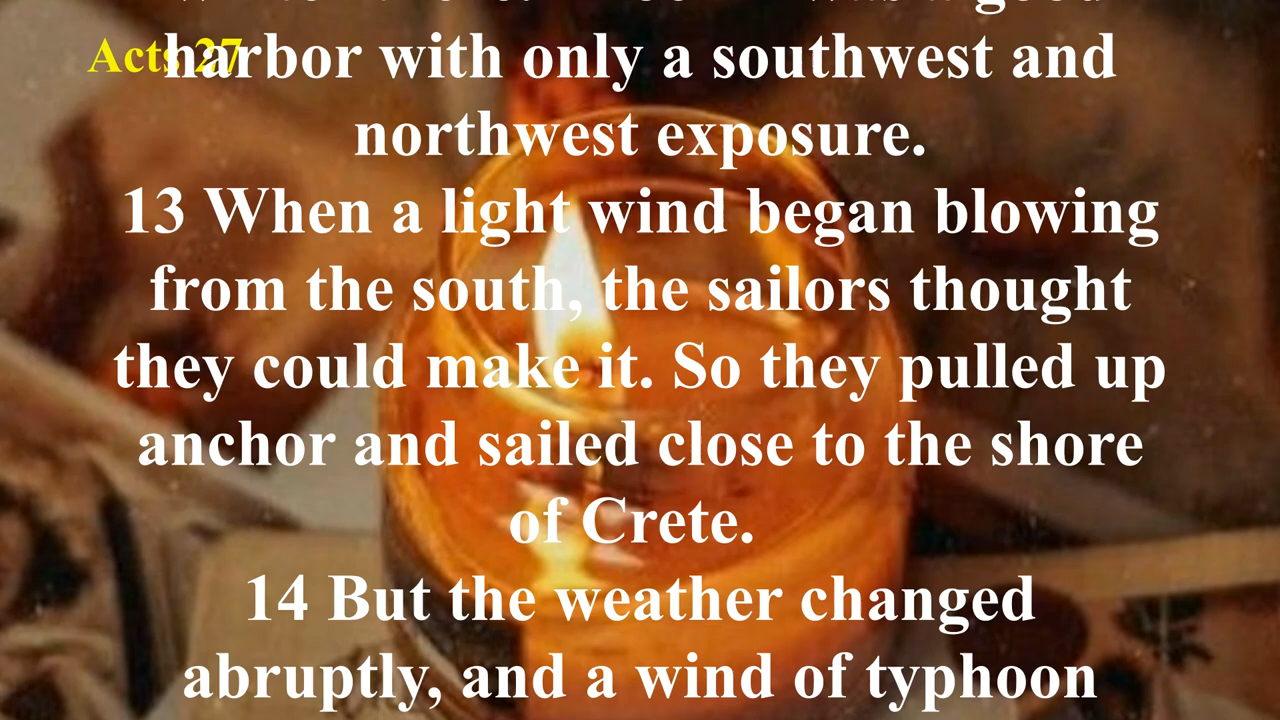 Acts 27
harbor with only a southwest and
northwest exposure.
13 When a light wind began blowing
from the south, the sailors thought
they could make it. So they pulled up
anchor and sailed close to the shore
of Crete.
14 But the weather changed
abruptly, and a wind of typhoon